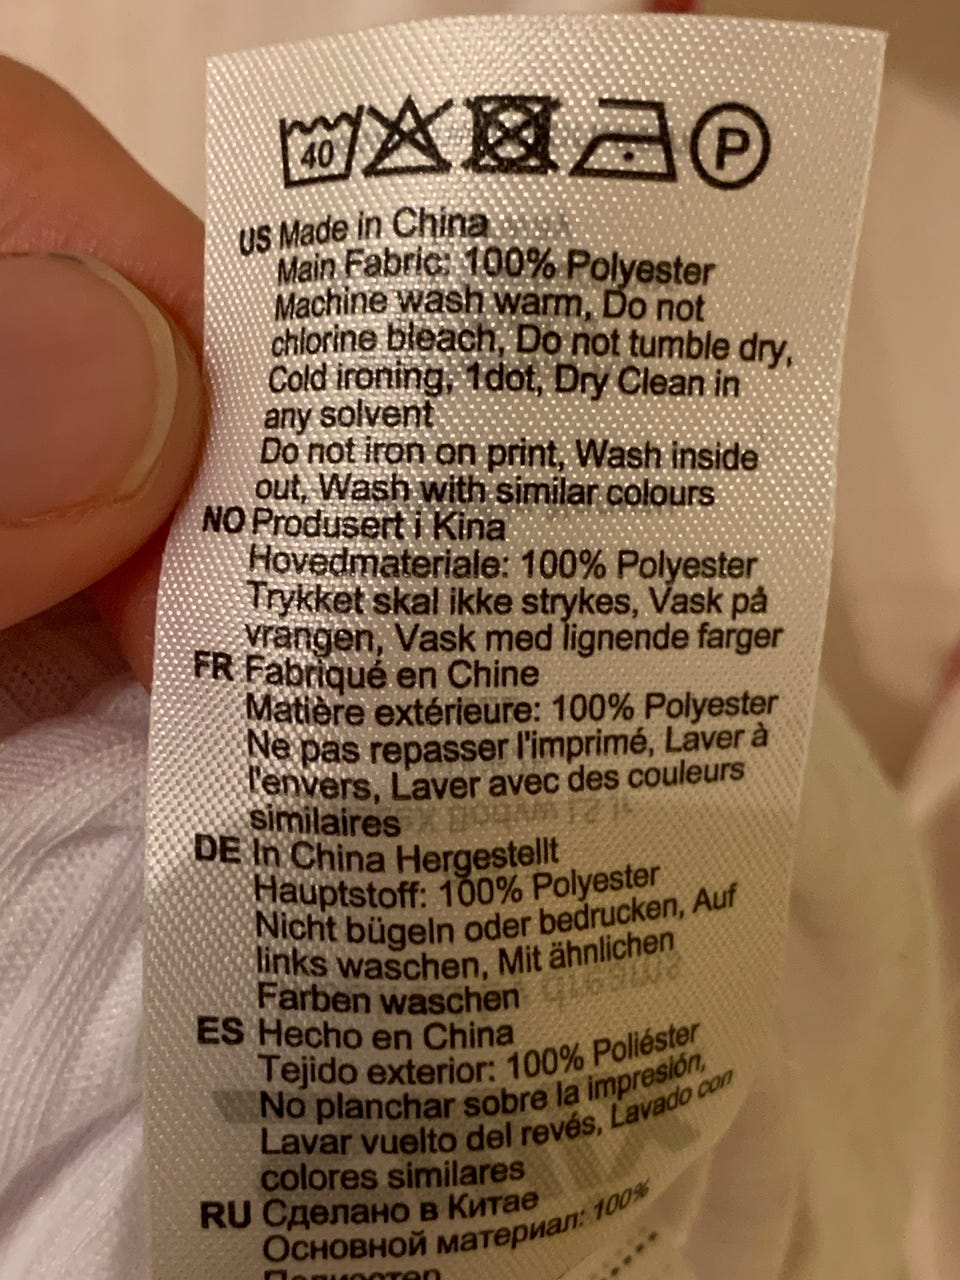 40 P
US Made in China
Main Fabric: 100% Polyester
Machine wash warm, Do not
chlorine bleach, Do not tumble dry,
Cold ironing, 1dot, Dry Clean in
any solvent
Do not iron on print, Wash inside
out, Wash with similar colours
NO Produsert i Kina
Hovedmateriale: 100% Polyester
Trykket skal ikke strykes, Vask på
vrangen, Vask med lignende farger
FR Fabriqué en Chine
Matière extérieure: 100% Polyester
Ne pas repasser l'imprimé, Laver à
l'envers, Laver avec des couleurs
similaires
DE In China Hergestellt
Hauptstoff: 100% Polyester
Nicht bügeln oder bedrucken, Auf
links waschen, Mit ähnlichen
Farben waschen
ES Hecho en China
Tejido exterior: 100% Poliéster
No planchar sobre la impresión,
Lavar vuelto del revés, Lavado con
colores similares
RU Сделано в Китае
Основной материал: 100%